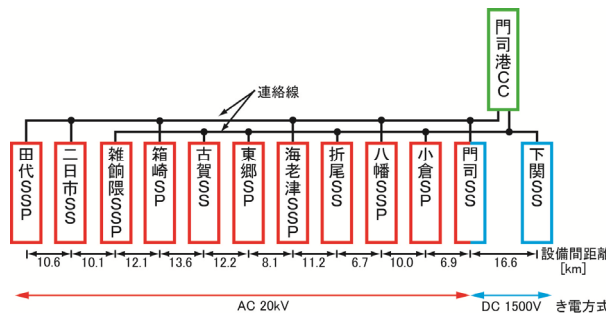 門司港CC
連絡線
田代SSP
二日市SS
雑餉隈SSP
箱崎SP
古賀SS
東郷SP
海老津SSP
折尾SS
八幡SSP
小倉SP
門司SS
下関SS
10.6
10.1
12.1
13.6
12.2
8.1
11.2
6.7
10.0
6.9
16.6
設備間距離
[km]
AC 20kV
DC 1500V
き電方式